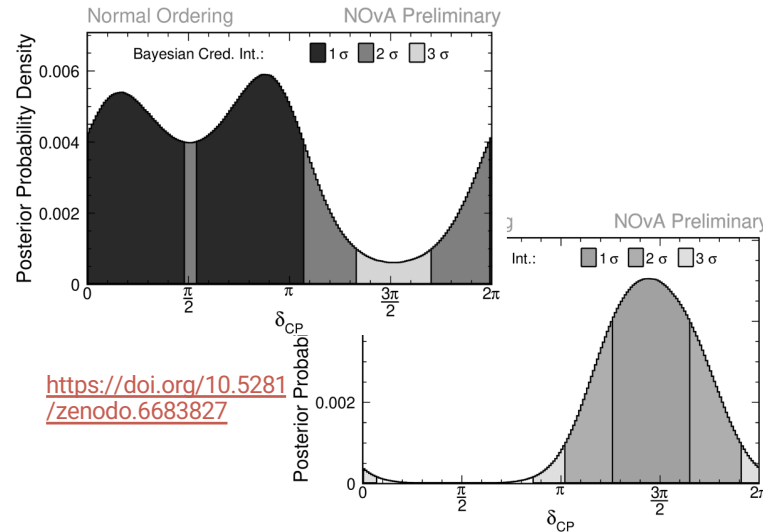 Normal Ordering NOvA Preliminary
Bayesian Cred. Int.: 1 σ 2 σ 3 σ
Posterior Probability Density
0.006
0.004
0.002
0
0 π/2 π 3π/2 2π
δCP
NOvA Preliminary
Int.: 1 σ 2 σ 3 σ
0.002
0
0 π/2 π 3π/2
δCP
https://doi.org/10.5281
/zenodo.6683827